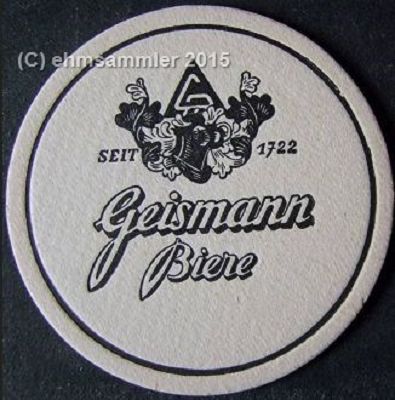 (C) ehmsammler 2015
G
SEIT 1722
Geismann
Biere